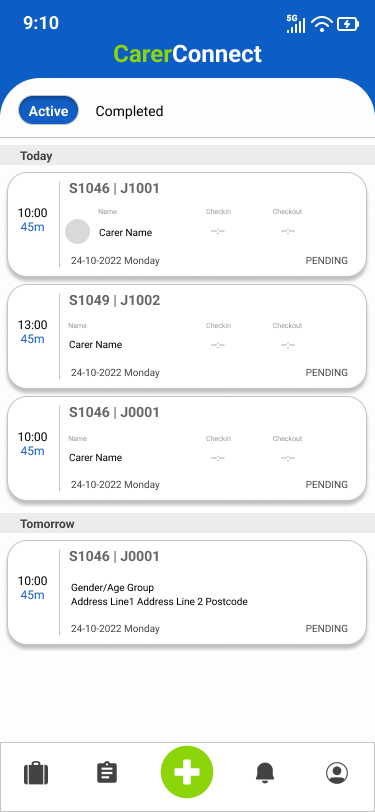 9:10
5G
CarerConnect
Active Completed
Today
S1046 | J1001
10:00
45m
Name Checkin Checkout
Carer Name --:-- --:--
24-10-2022 Monday PENDING
S1049 | J1002
13:00
45m
Name Checkin Checkout
Carer Name --:-- --:--
24-10-2022 Monday PENDING
S1046 | J0001
10:00
45m
Name Checkin Checkout
Carer Name --:-- --:--
24-10-2022 Monday PENDING
Tomorrow
S1046 | J0001
10:00
45m
Gender/Age Group
Address Line1 Address Line 2 Postcode
24-10-2022 Monday PENDING